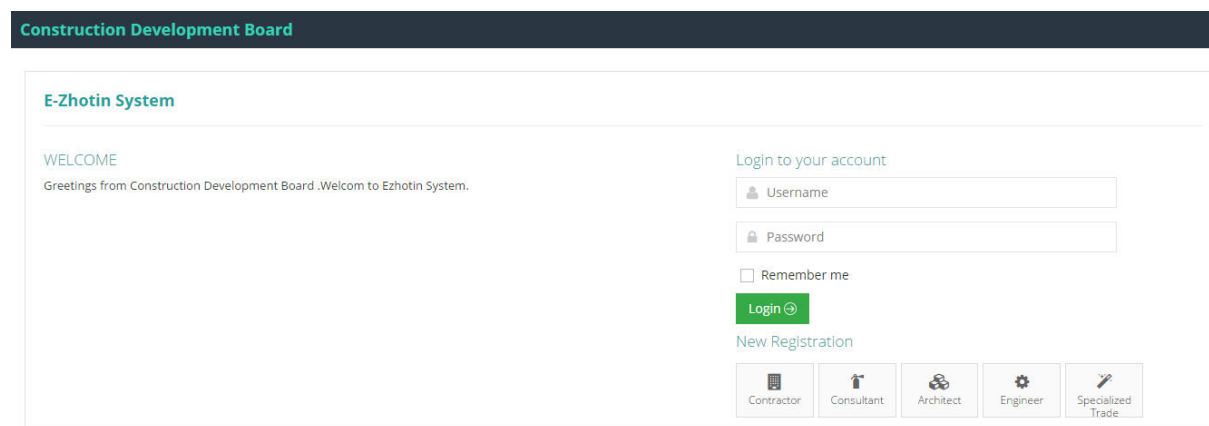 Construction Development Board
E-Zhotin System
WELCOME
Greetings from Construction Development Board .Welcom to Ezhotin System.
Login to your account
Username
Password
Remember me
Login
New Registration
Contractor Consultant Architect Engineer Specialized Trade